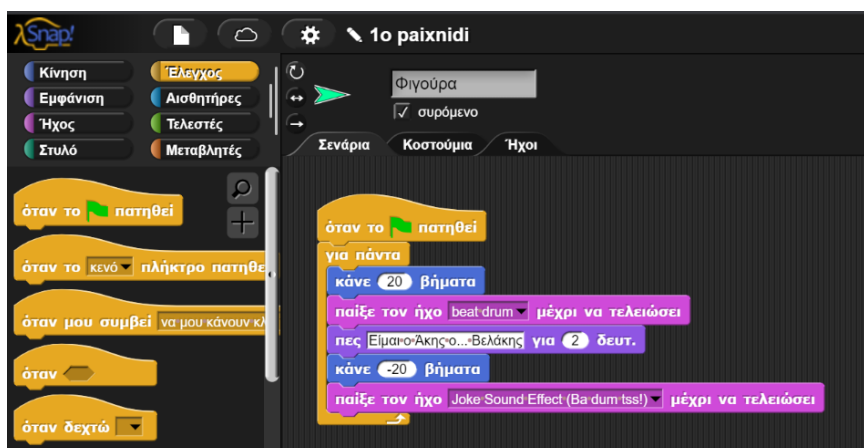 λSnap!
1o paixnidi
Κίνηση
Έλεγχος
Εμφάνιση
Αισθητήρες
Ήχος
Τελεστές
Στυλό
Μεταβλητές
Φιγούρα
συρόμενο
Σενάρια
Κοστούμια
Ήχοι
όταν το πατηθεί
όταν το κενό πλήκτρο πατηθε
όταν μου συμβεί να μου κάνουν κλ
όταν
όταν δεχτώ
όταν το πατηθεί
για πάντα
κάνε 20 βήματα
παίξε τον ήχο beat drum μέχρι να τελειώσει
πες Είμαι ο Άκης ο... Βελάκης για 2 δευτ.
κάνε -20 βήματα
παίξε τον ήχο Joke Sound Effect (Ba dum tss!) μέχρι να τελειώσει